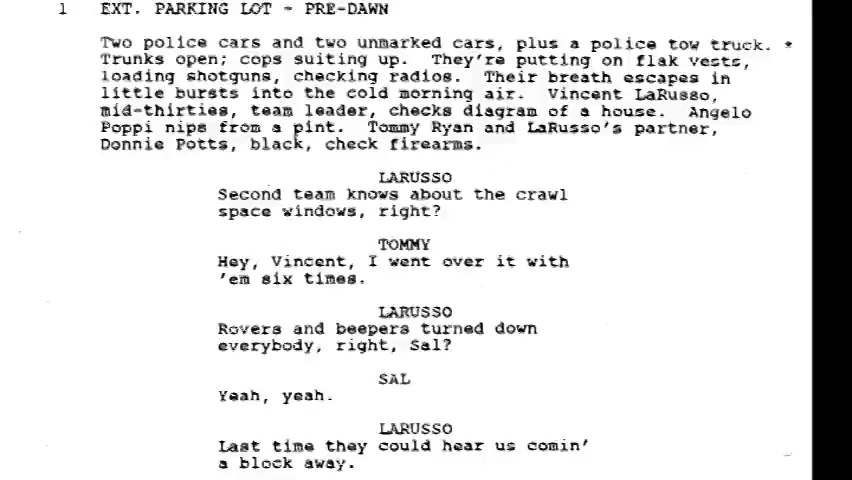 1 EXT. PARKING LOT - PRE-DAWN
Two police cars and two unmarked cars, plus a police tow truck. *
Trunks open; cops suiting up. They're putting on flak vests,
loading shotguns, checking radios. Their breath escapes in
little bursts into the cold morning air. Vincent LaRusso,
mid-thirties, team leader, checks diagram of a house. Angelo
Poppi nips from a pint. Tommy Ryan and LaRusso's partner,
Donnie Potts, black, check firearms.
LARUSSO
Second team knows about the crawl
space windows, right?
TOMMY
Hey, Vincent, I went over it with
'em six times.
LARUSSO
Rovers and beepers turned down
everybody, right, Sal?
SAL
Yeah, yeah.
LARUSSO
Last time they could hear us comin'
a block away.